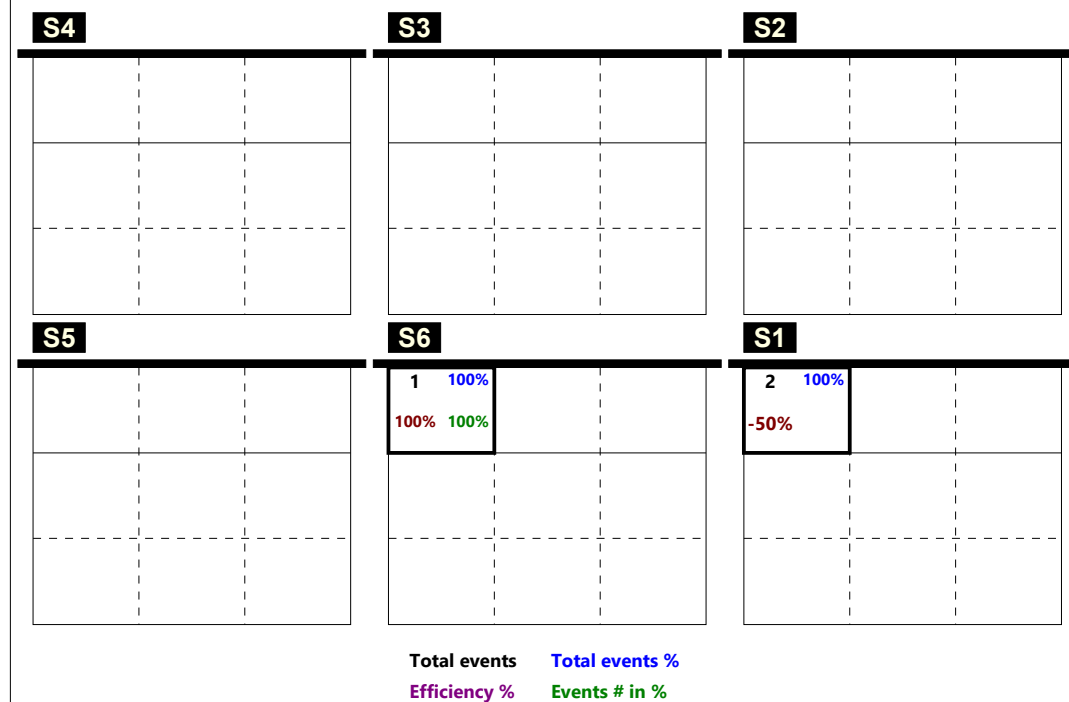 S4 S3 S2
S5 S6 S1
1 100% 2 100%
100% 100% -50%
Total events Total events %
Efficiency % Events # in %